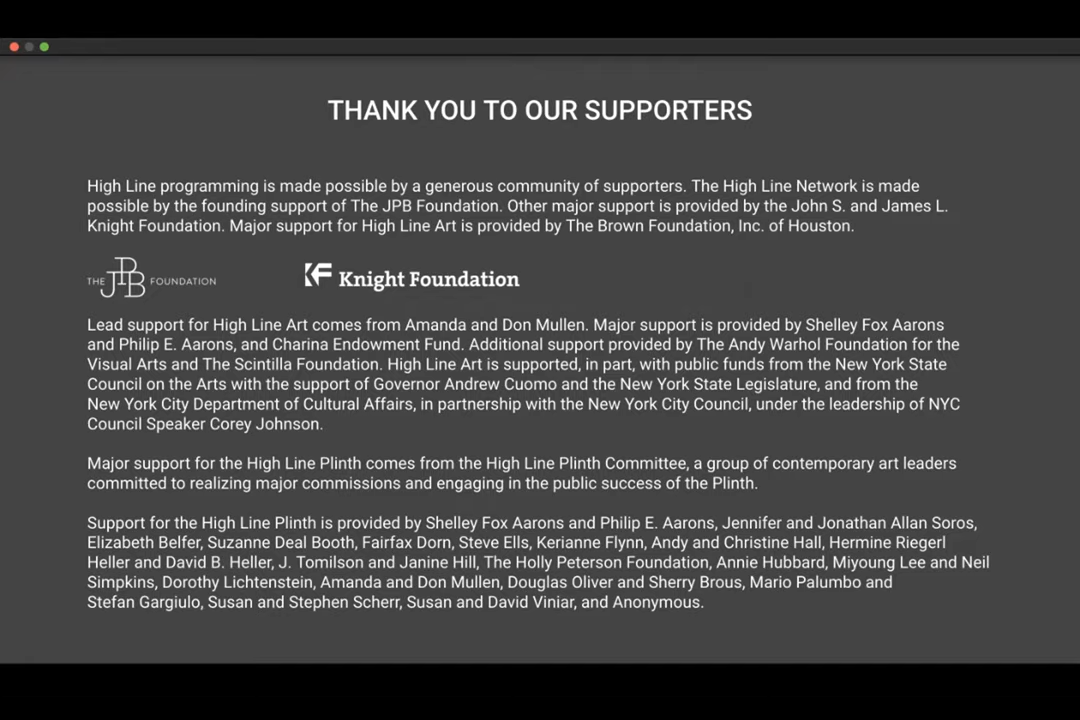 THANK YOU TO OUR SUPPORTERS
High Line programming is made possible by a generous community of supporters. The High Line Network is made
possible by the founding support of The JPB Foundation. Other major support is provided by the John S. and James L.
Knight Foundation. Major support for High Line Art is provided by The Brown Foundation, Inc. of Houston.
THE JPB FOUNDATION
KF Knight Foundation
Lead support for High Line Art comes from Amanda and Don Mullen. Major support is provided by Shelley Fox Aarons
and Philip E. Aarons, and Charina Endowment Fund. Additional support provided by The Andy Warhol Foundation for the
Visual Arts and The Scintilla Foundation. High Line Art is supported, in part, with public funds from the New York State
Council on the Arts with the support of Governor Andrew Cuomo and the New York State Legislature, and from the
New York City Department of Cultural Affairs, in partnership with the New York City Council, under the leadership of NYC
Council Speaker Corey Johnson.
Major support for the High Line Plinth comes from the High Line Plinth Committee, a group of contemporary art leaders
committed to realizing major commissions and engaging in the public success of the Plinth.
Support for the High Line Plinth is provided by Shelley Fox Aarons and Philip E. Aarons, Jennifer and Jonathan Allan Soros,
Elizabeth Belfer, Suzanne Deal Booth, Fairfax Dorn, Steve Ells, Kerianne Flynn, Andy and Christine Hall, Hermine Riegerl
Heller and David B. Heller, J. Tomilson and Janine Hill, The Holly Peterson Foundation, Annie Hubbard, Miyoung Lee and Neil
Simpkins, Dorothy Lichtenstein, Amanda and Don Mullen, Douglas Oliver and Sherry Brous, Mario Palumbo and
Stefan Gargiulo, Susan and Stephen Scherr, Susan and David Viniar, and Anonymous.